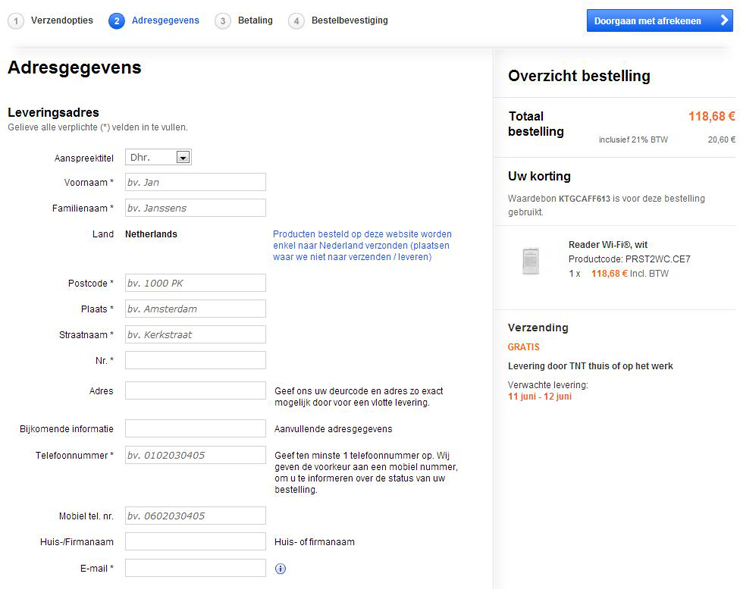 1 Verzendopties 2 Adresgegevens 3 Betaling 4 Bestelbevestiging
Doorgaan met afrekenen
Adresgegevens
Leveringsadres
Gelieve alle verplichte (*) velden in te vullen.
Aanspreektitel Dhr.
Voornaam * bv. Jan
Familienaam * bv. Janssens
Land Netherlands
Producten besteld op deze website worden
enkel naar Nederland verzonden (plaatsen
waar we niet naar verzenden / leveren)
Postcode * bv. 1000 PK
Plaats * bv. Amsterdam
Straatnaam * bv. Kerkstraat
Nr. *
Adres
Geef ons uw deurcode en adres zo exact
mogelijk door voor een vlotte levering.
Bijkomende informatie Aanvullende adresgegevens
Telefoonnummer * bv. 0102030405
Geef ten minste 1 telefoonnummer op. Wij
geven de voorkeur aan een mobiel nummer,
om u te informeren over de status van uw
bestelling.
Mobiel tel. nr. bv. 0602030405
Huis-/Firmanaam Huis- of firmanaam
E-mail * i
Overzicht bestelling
Totaal
bestelling
118,68 €
inclusief 21% BTW 20,60 €
Uw korting
Waardebon KTGCAFF613 is voor deze bestelling
gebruikt.
Reader Wi-Fi®, wit
Productcode: PRST2WC.CE7
1 x 118,68 € Incl. BTW
Verzending
GRATIS
Levering door TNT thuis of op het werk
Verwachte levering:
11 juni - 12 juni